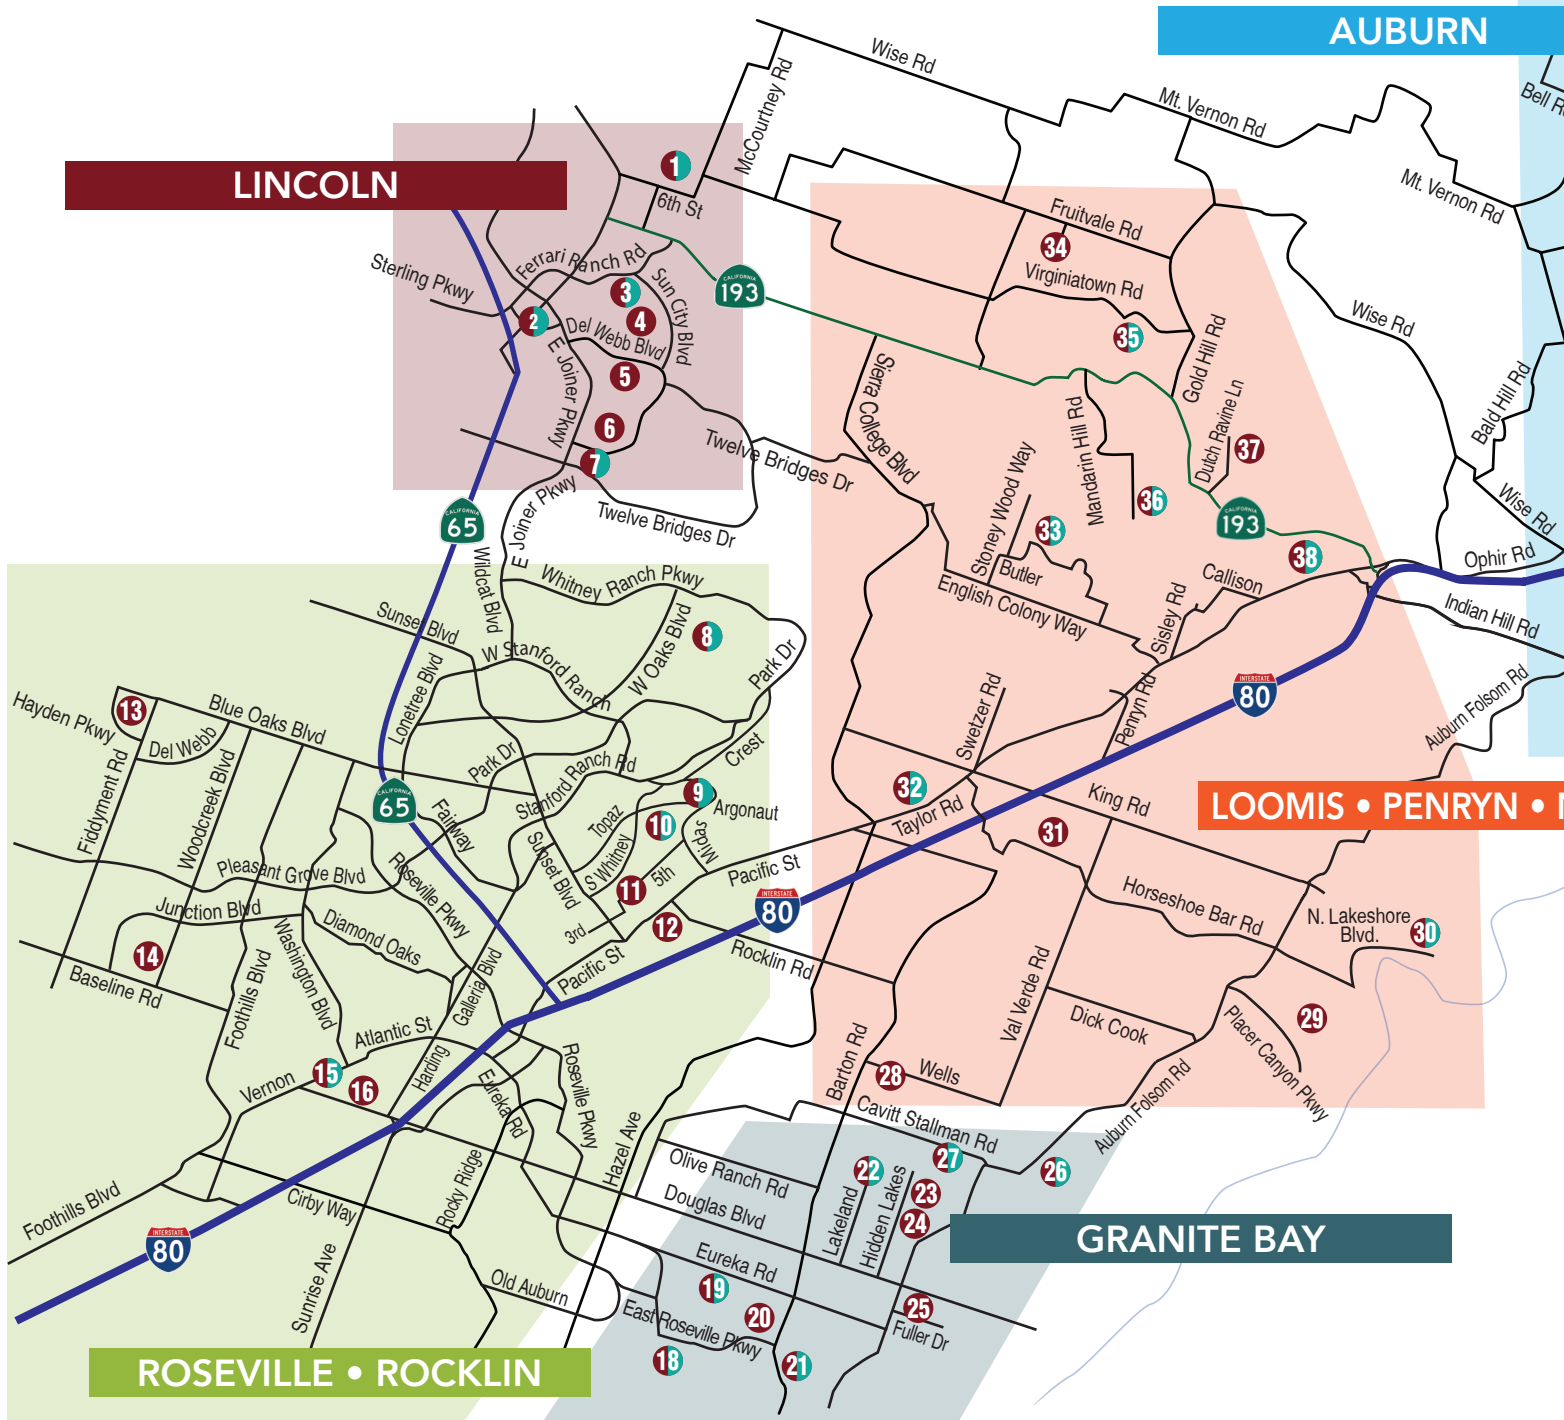 AUBURN
Wise Rd
McCourtney Rd
Mt. Vernon Rd
Bell
Mt. Vernon Rd
LINCOLN
1
6th St
Fruitvale Rd
34
Virginiatown Rd
Ferrari Ranch Rd
Sterling Pkwy
CALIFORNIA
193
Sun City Blvd
3
2
4
Del Webb Blvd
35
Wise Rd
Gold Hill Rd
E Joiner Pkwy
5
Sierra College Blvd
Mandarin Hill Rd
Dutch Ravine Ln
Bald Hill Rd
6
Twelve Bridges Dr
37
7
Stoney Wood Way
36
Wise Rd
E Joiner Pkwy
CALIFORNIA
65
Twelve Bridges Dr
33
CALIFORNIA
193
38
Ophir Rd
Butler
Callison
English Colony Way
Sisley Rd
Indian Hill Rd
Wildcat Blvd
Whitney Ranch Pkwy
Sunset Blvd
W Oaks Blvd
8
W Stanford Ranch
Park Dr
Lonetree Blvd
Hayden Pkwy
13
Blue Oaks Blvd
Del Webb
Fiddyment Rd
Woodcreek Blvd
Swetzer Rd
Penryn Rd
INTERSTATE
80
Auburn Folsom Rd
Park Dr
Crest
Stanford Ranch Rd
CALIFORNIA
65
Fairway
9
Argonaut
Topaz
10
Midas
32
Taylor Rd
King Rd
LOOMIS • PENRYN •
31
Sunset Blvd
S Whitney
11
5th
Pacific St
Pleasant Grove Blvd
Roseville Pkwy
Junction Blvd
INTERSTATE
80
Horseshoe Bar Rd
N. Lakeshore
Blvd.
30
3rd
12
Rocklin Rd
Diamond Oaks
Washington Blvd
14
Baseline Rd
Foothills Blvd
Galleria Blvd
Pacific St
Val Verde Rd
Dick Cook
Placer Canyon Pkwy
29
Atlantic St
Vernon
15
16
Harding
Eureka Rd
Roseville Pkwy
Barton Rd
28
Wells
Auburn Folsom Rd
Cavitt Stallman Rd
Hazel Ave
Olive Ranch Rd
Douglas Blvd
22
27
26
Lakeland
Hidden Lakes
23
24
GRANITE BAY
Foothills Blvd
Cirby Way
Rocky Ridge
INTERSTATE
80
Sunrise Ave
Old Auburn
Eureka Rd
19
East Roseville Pkwy
20
25
Fuller Dr
18
21
ROSEVILLE • ROCKLIN